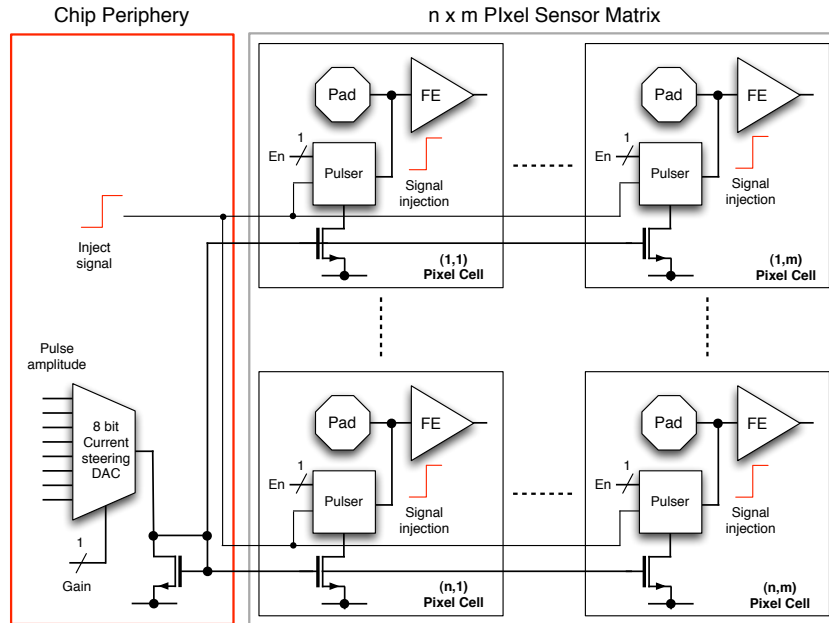 Chip Periphery
n x m PIxel Sensor Matrix
Inject
signal
Pulse
amplitude
8 bit
Current
steering
DAC
1
Gain
Pad
FE
1
En
Pulser
Signal
injection
(1,1)
Pixel Cell
Pad
FE
1
En
Pulser
Signal
injection
(1,m)
Pixel Cell
Pad
FE
1
En
Pulser
Signal
injection
(n,1)
Pixel Cell
Pad
FE
1
En
Pulser
Signal
injection
(n,m)
Pixel Cell